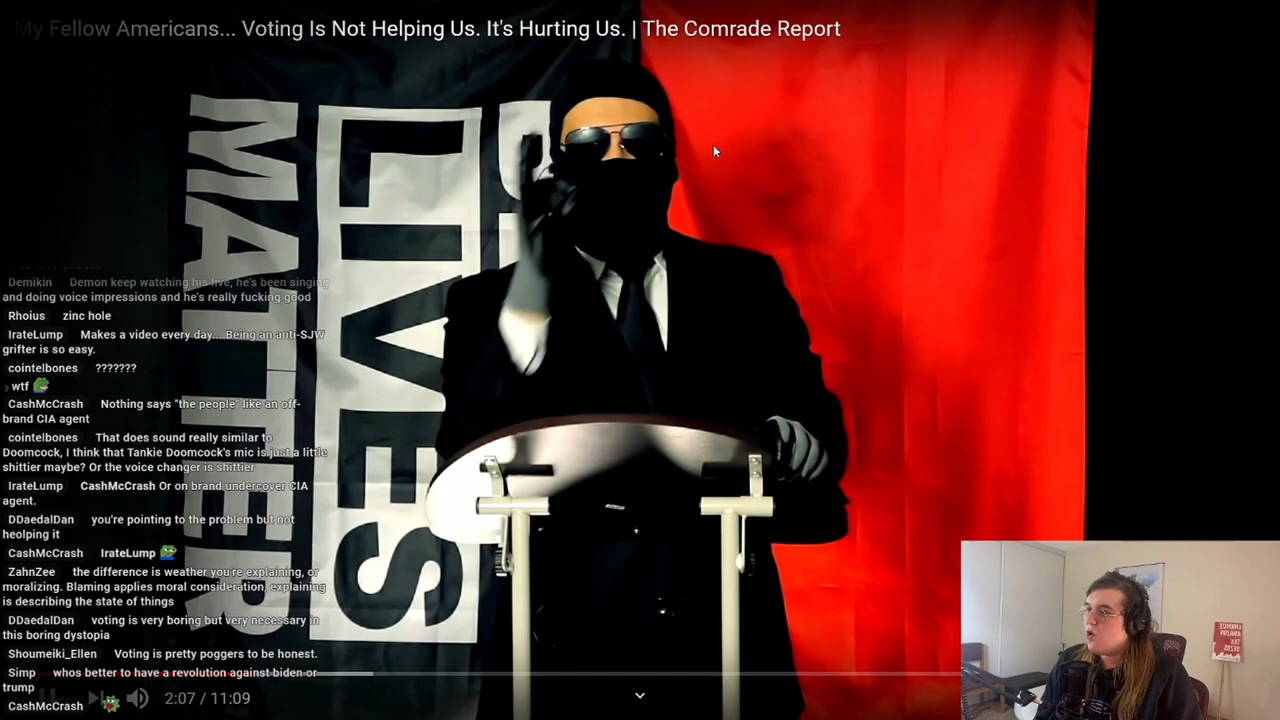 My Fellow Americans... Voting Is Not Helping Us. It's Hurting Us. | The Comrade Report
MATTER
LIVES
Demikin Demon keep watching his live, he's been singing
and doing voice impressions and he's really fucking good
Rhoius zinc hole
IrateLump Makes a video every day... Being an anti-SJW
grifter is so easy.
cointelbones ???????
wtf
CashMcCrash Nothing says "the people" like an off-
brand CIA agent
cointelbones That does sound really similar to
Doomcock, I think that Tankie Doomcock's mic is just a little
shittier maybe? Or the voice changer is shittier
IrateLump CashMcCrash Or on brand undercover CIA
agent.
DDaedalDan you're pointing to the problem but not
heolping it
CashMcCrash IrateLump
ZahnZee the difference is weather you're explaining, or
moralizing. Blaming applies moral consideration, explaining
is describing the state of things
DDaedalDan voting is very boring but very necessary in
this boring dystopia
Shoumeiki_Ellen Voting is pretty poggers to be honest.
Simp whos better to have a revolution against biden or
trump
CashMcCrash
2:07 / 11:09